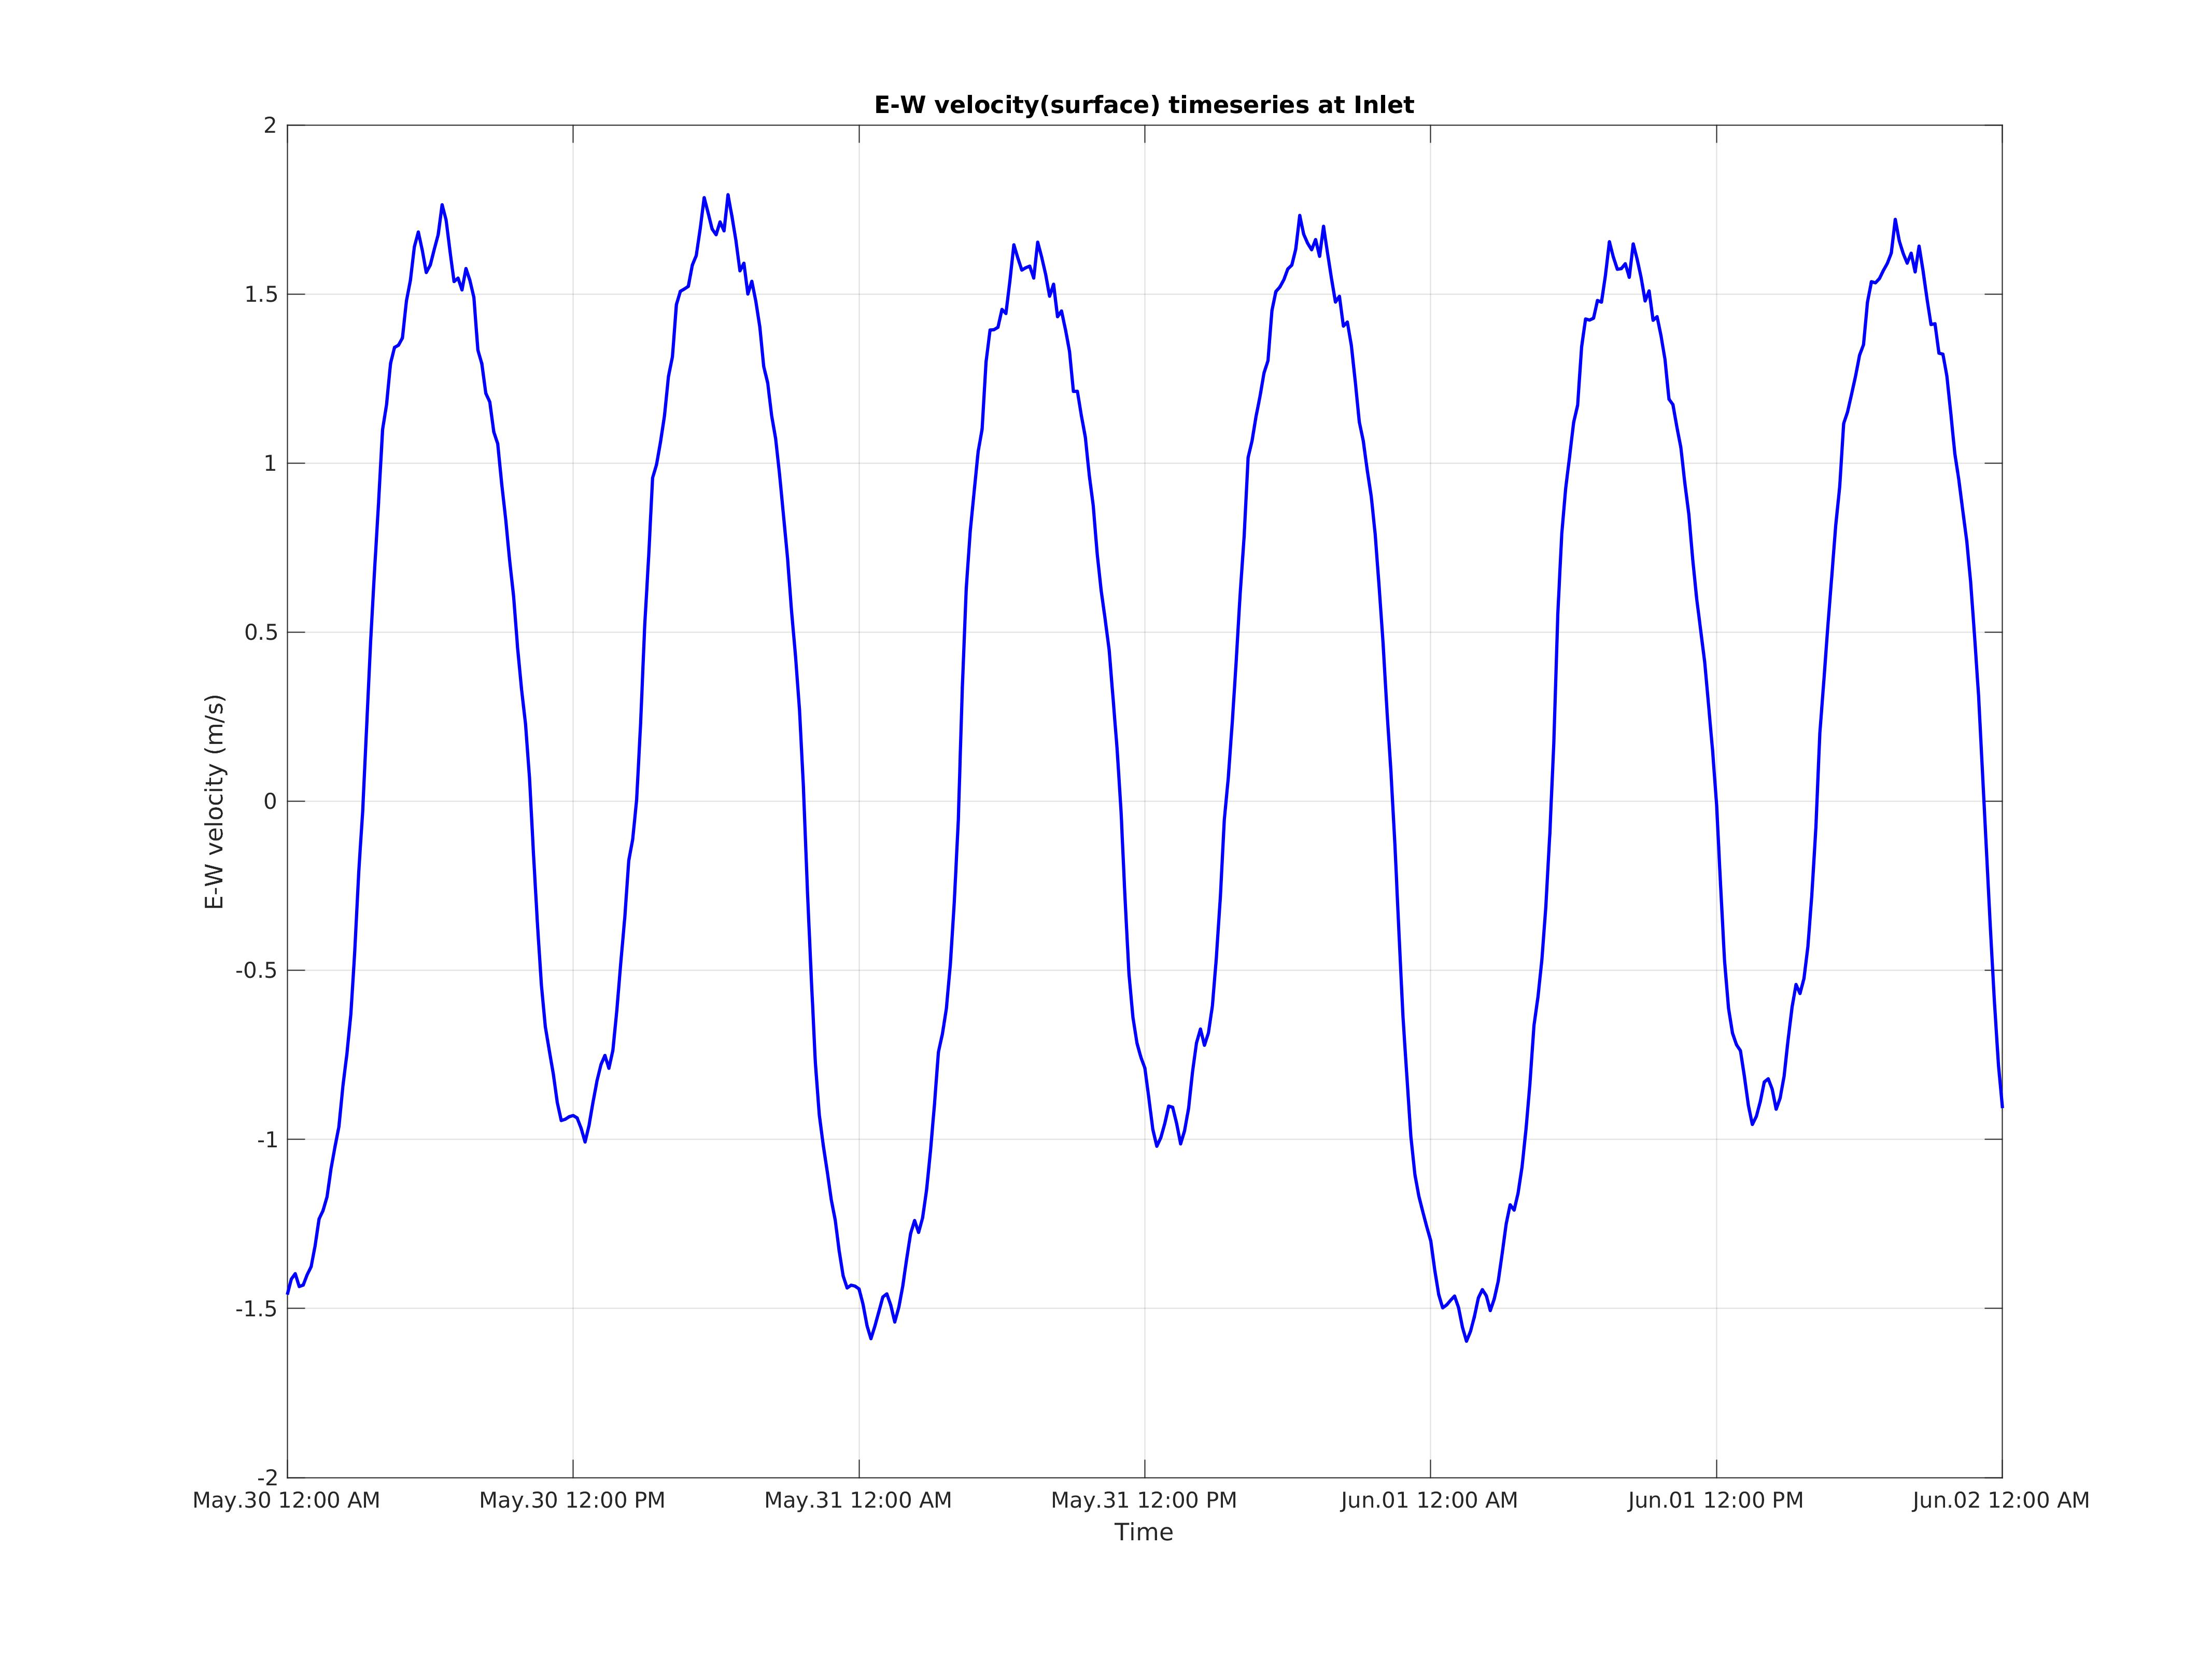 E-W velocity(surface) timeseries at Inlet
2
1.5
1
0.5
0
-0.5
-1
-1.5
-2
E-W velocity (m/s)
May.30 12:00 AM May.30 12:00 PM May.31 12:00 AM May.31 12:00 PM Jun.01 12:00 AM Jun.01 12:00 PM Jun.02 12:00 AM
Time